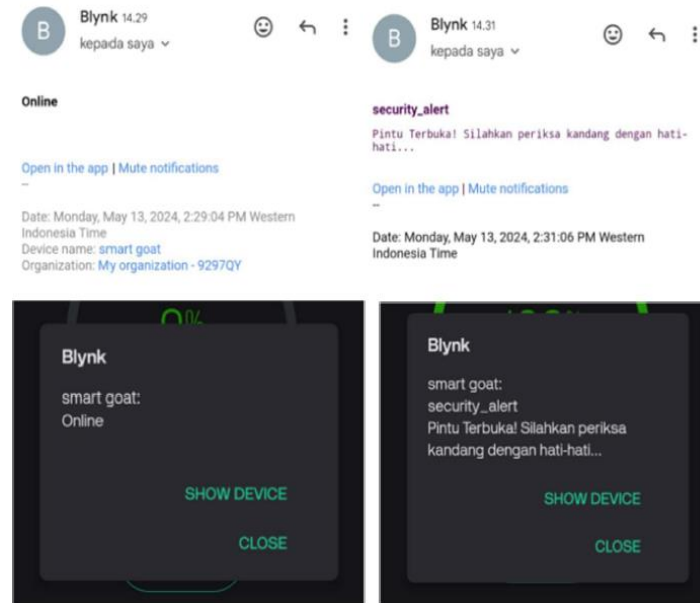 B
Blynk 14.29
kepada saya
Online
Open in the app | Mute notifications
--
Date: Monday, May 13, 2024, 2:29:04 PM Western
Indonesia Time
Device name: smart goat
Organization: My organization - 9297QY
B
Blynk 14.31
kepada saya
security_alert
Pintu Terbuka! Silahkan periksa kandang dengan hati-
hati...
Open in the app | Mute notifications
--
Date: Monday, May 13, 2024, 2:31:06 PM Western
Indonesia Time
0%
Blynk
smart goat:
Online
SHOW DEVICE
CLOSE
Blynk
smart goat:
security_alert
Pintu Terbuka! Silahkan periksa
kandang dengan hati-hati...
SHOW DEVICE
CLOSE